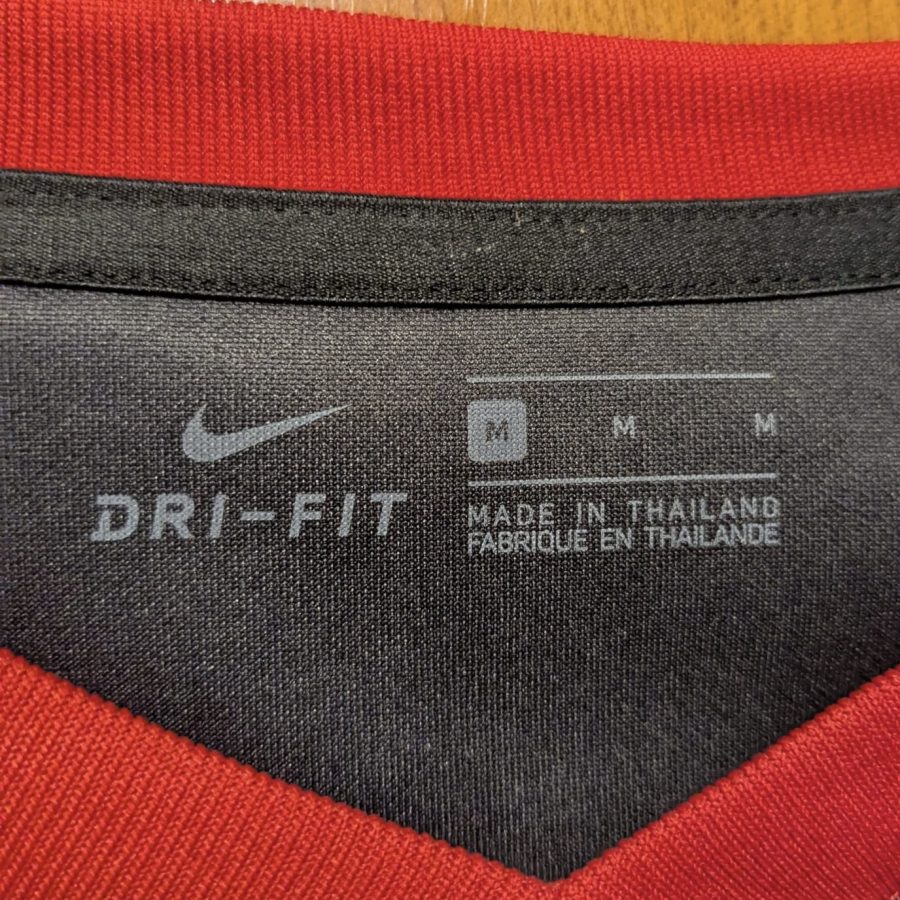 DRI-FIT
M M M
MADE IN THAILAND
FABRIQUE EN THAILANDE